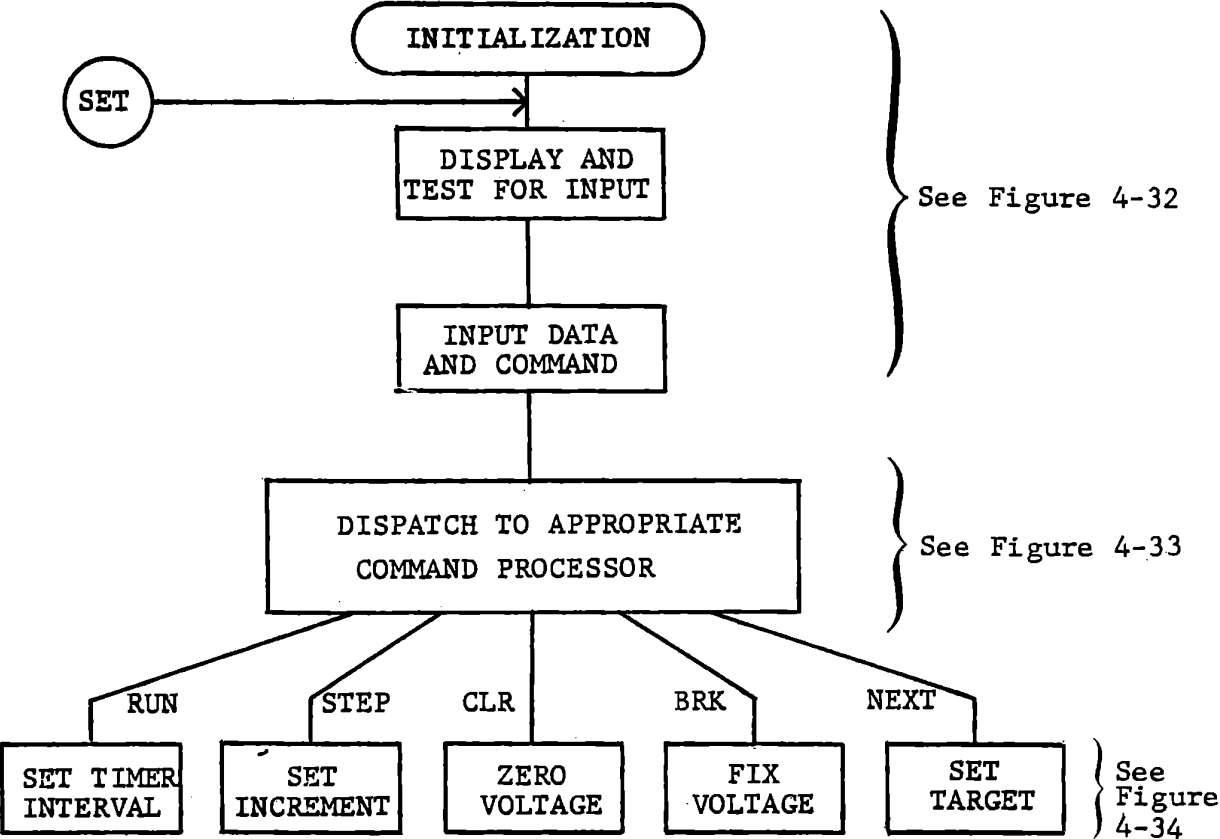 INITIALIZATION
SET
DISPLAY AND
TEST FOR INPUT
See Figure 4-32
INPUT DATA
AND COMMAND
DISPATCH TO APPROPRIATE
COMMAND PROCESSOR
See Figure 4-33
RUN
STEP
CLR
BRK
NEXT
SET TIMER
INTERVAL
SET
INCREMENT
ZERO
VOLTAGE
FIX
VOLTAGE
SET
TARGET
See
Figure
4-34